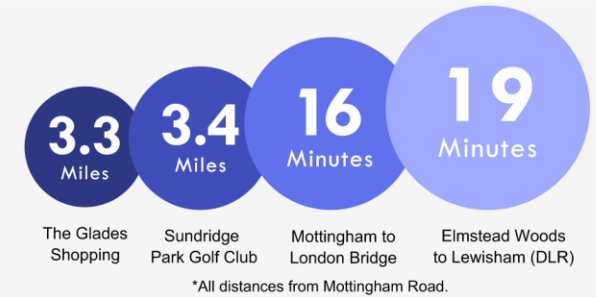 3.3
Miles
3.4
Miles
16
Minutes
19
Minutes
The Glades
Shopping
Sundridge
Park Golf Club
Mottingham to
London Bridge
Elmstead Woods
to Lewisham (DLR)
*All distances from Mottingham Road.